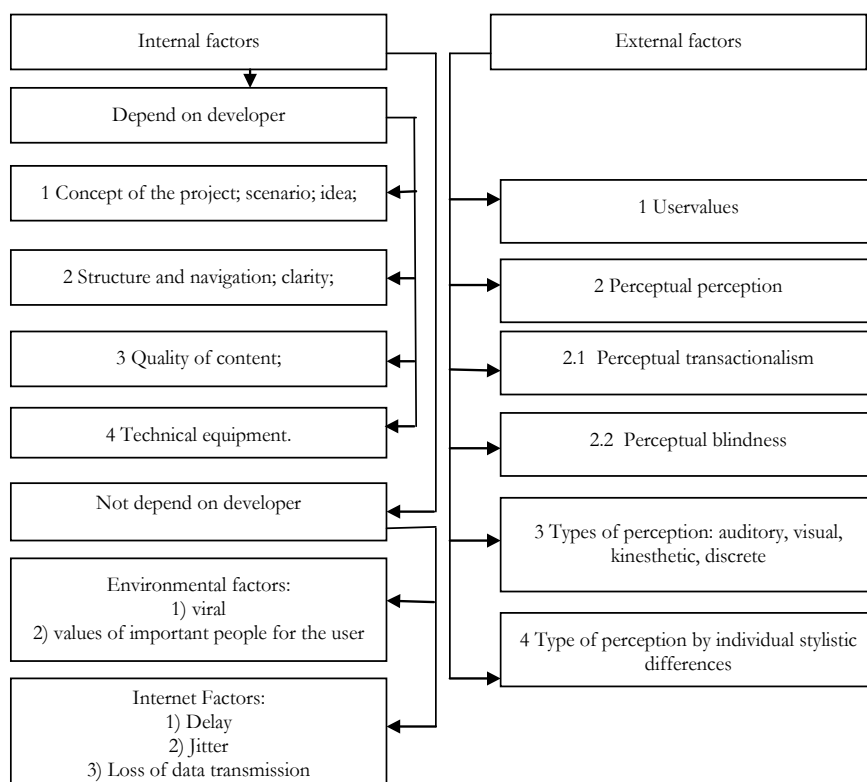 Internal factors
Depend on developer
1 Concept of the project; scenario; idea;
2 Structure and navigation; clarity;
3 Quality of content;
4 Technical equipment.
Not depend on developer
Environmental factors:
1) viral
2) values of important people for the user
Internet Factors:
1) Delay
2) Jitter
3) Loss of data transmission
External factors
1 Uservalues
2 Perceptual perception
2.1 Perceptual transactionalism
2.2 Perceptual blindness
3 Types of perception: auditory, visual,
kinesthetic, discrete
4 Type of perception by individual stylistic
differences